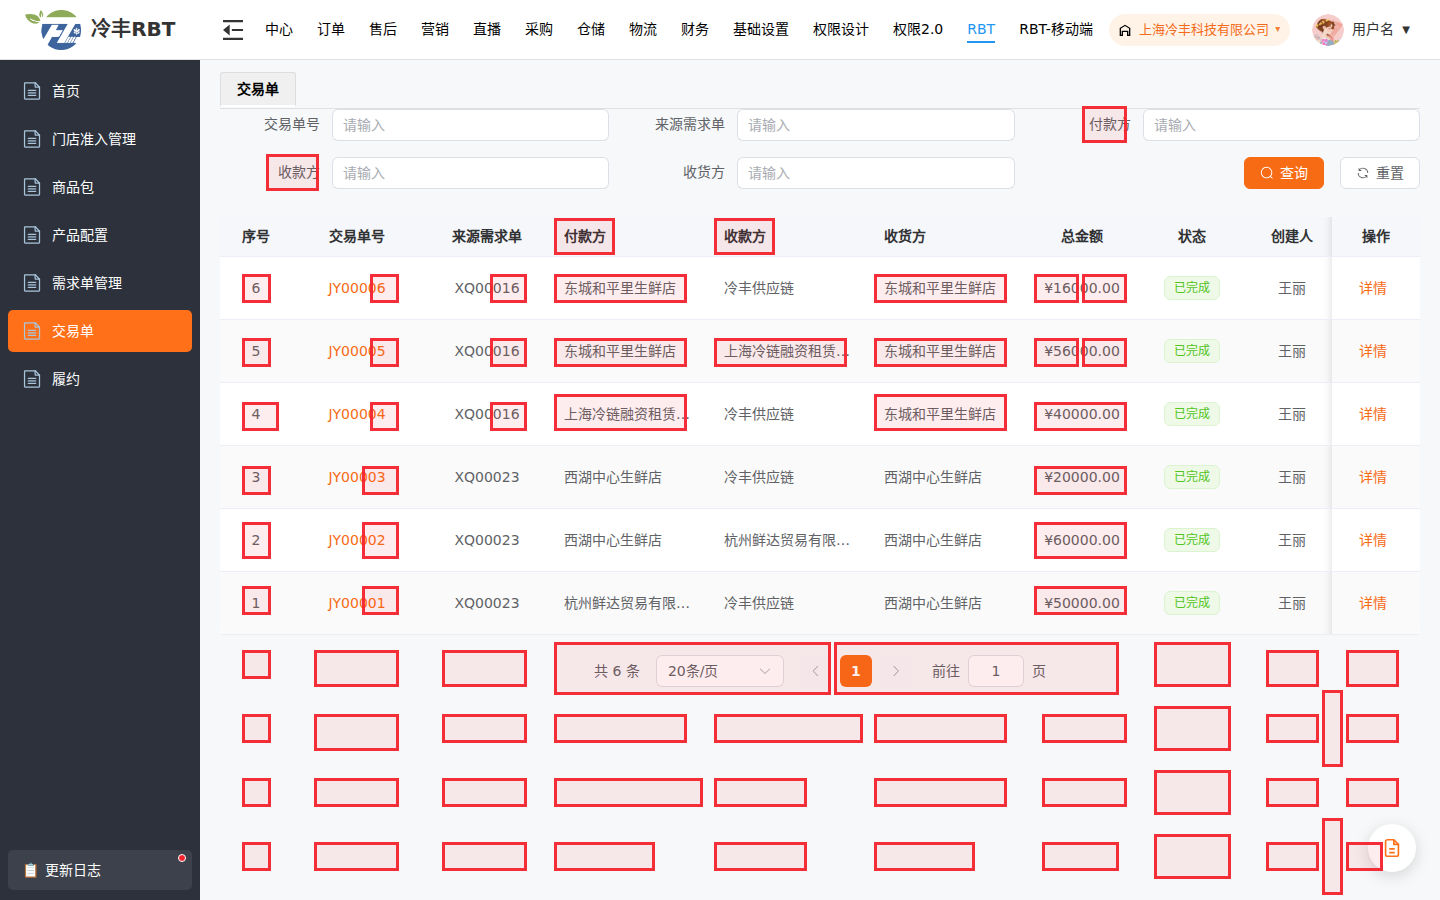 冷丰RBT
中心 订单 售后 营销 直播 采购 仓储 物流 财务 基础设置 权限设计 权限2.0 RBT RBT-移动端 上海冷丰科技有限公司 ▾ 用户名 ▼
首页
门店准入管理
商品包
产品配置
需求单管理
交易单
履约
更新日志
交易单
交易单号 请输入 来源需求单 请输入 付款方 请输入
收款方 请输入 收货方 请输入 查询 重置
序号 交易单号 来源需求单 付款方 收款方 收货方 总金额 状态 创建人 操作
6 JY00006 XQ00016 东城和平里生鲜店 冷丰供应链 东城和平里生鲜店 ¥16000.00 已完成 王丽 详情
5 JY00005 XQ00016 东城和平里生鲜店 上海冷链融资租赁… 东城和平里生鲜店 ¥56000.00 已完成 王丽 详情
4 JY00004 XQ00016 上海冷链融资租赁… 冷丰供应链 东城和平里生鲜店 ¥40000.00 已完成 王丽 详情
3 JY00003 XQ00023 西湖中心生鲜店 冷丰供应链 西湖中心生鲜店 ¥20000.00 已完成 王丽 详情
2 JY00002 XQ00023 西湖中心生鲜店 杭州鲜达贸易有限… 西湖中心生鲜店 ¥60000.00 已完成 王丽 详情
1 JY00001 XQ00023 杭州鲜达贸易有限… 冷丰供应链 西湖中心生鲜店 ¥50000.00 已完成 王丽 详情
共 6 条 20条/页 1 前往 1 页